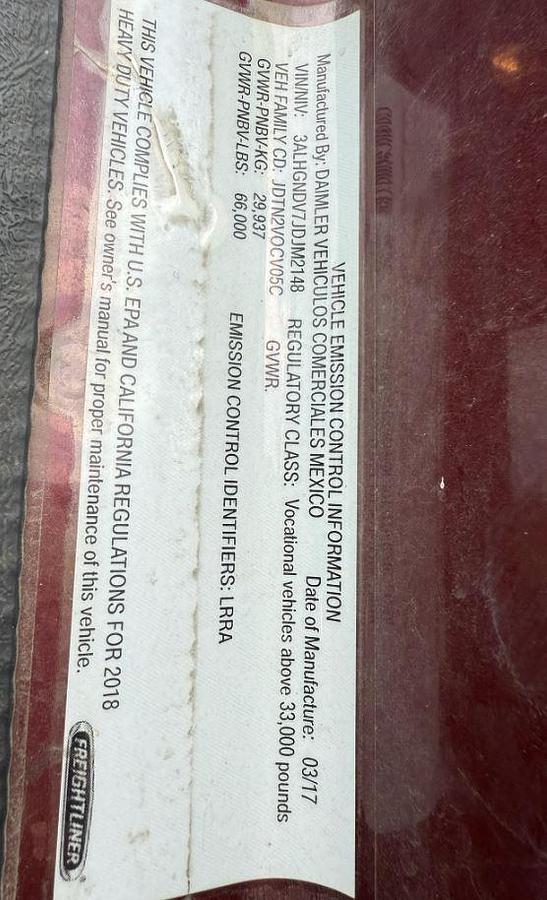 VEHICLE EMISSION CONTROL INFORMATION
Manufactured By: DAIMLER VEHICULOS COMERCIALES MEXICO Date of Manufacture: 03/17
VIN/NIV: 3ALHGNDV7JDJM2148 REGULATORY CLASS: Vocational vehicles above 33,000 pounds
VEH FAMILY CD: JDTN2VOCV05C GVWR.
GVWR-PNBV-KG: 29,937
GVWR-PNBV-LBS: 66,000 EMISSION CONTROL IDENTIFIERS: LRRA
THIS VEHICLE COMPLIES WITH U.S. EPA AND CALIFORNIA REGULATIONS FOR 2018
HEAVY DUTY VEHICLES. See owner's manual for proper maintenance of this vehicle.
FREIGHTLINER